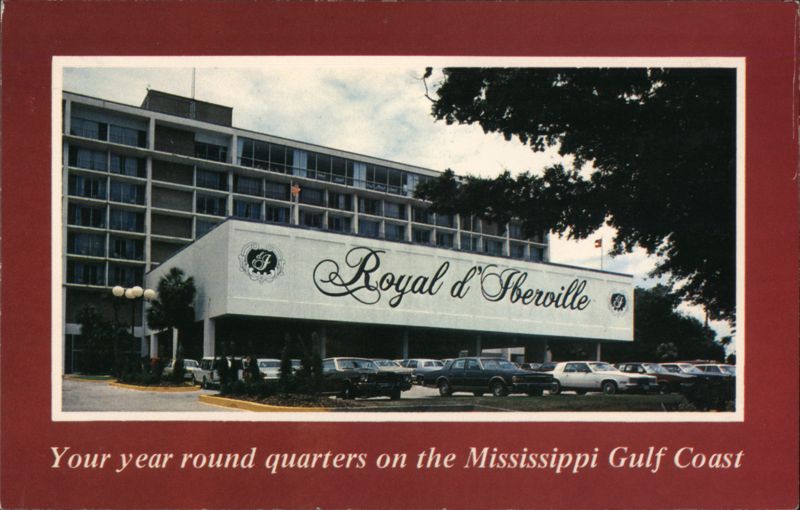 Royal d'Iberville
Your year round quarters on the Mississippi Gulf Coast